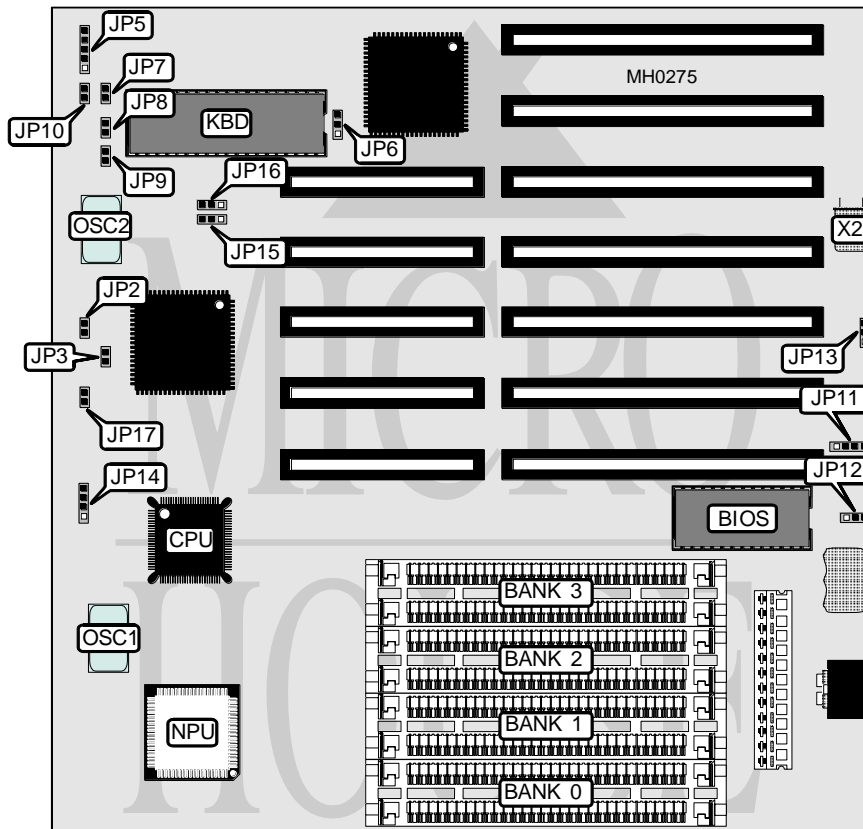 JP5
MH0275
JP7
JP8
JP10
KBD
JP6
JP9
JP16
OSC2
X2
JP15
JP2
JP3
JP13
JP17
JP11
JP14
JP12
BIOS
CPU
BANK 3
OSC1
BANK 2
NPU
BANK 1
BANK 0
MICRO
HOUSE